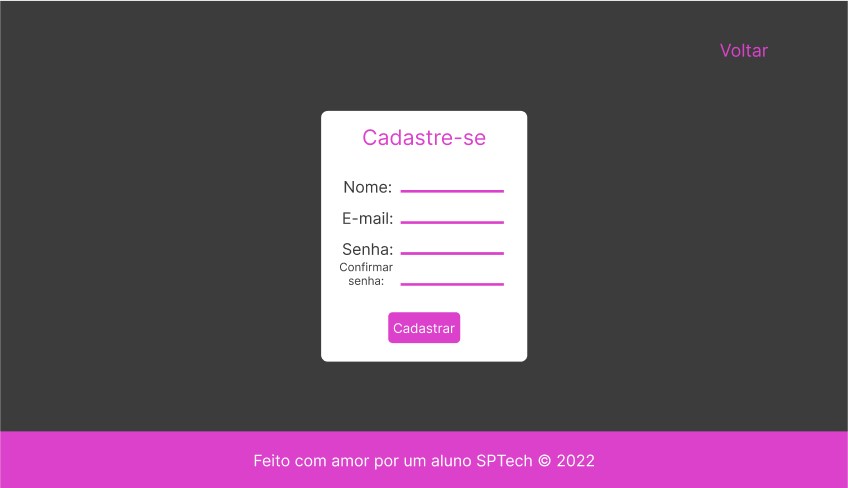 Voltar
Cadastre-se
Nome:
E-mail:
Senha:
Confirmar
senha:
Cadastrar
Feito com amor por um aluno SPTech © 2022